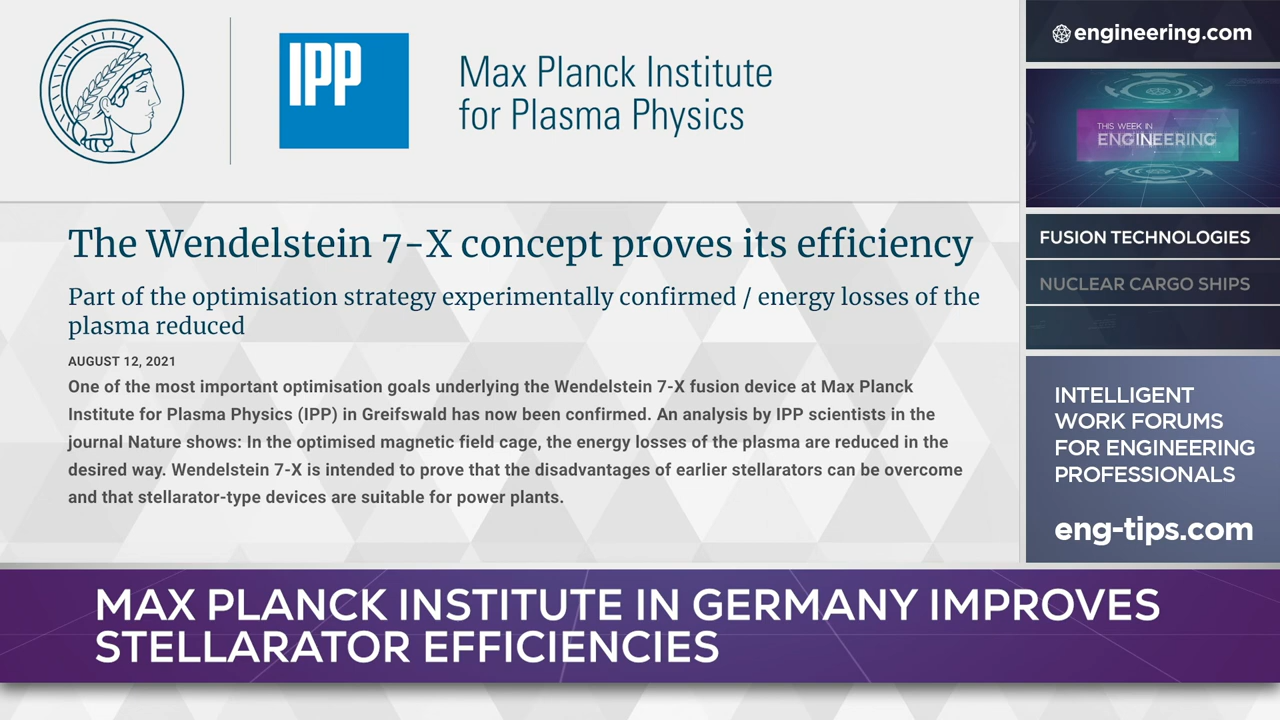 IPP
Max Planck Institute
for Plasma Physics
The Wendelstein 7-X concept proves its efficiency
Part of the optimisation strategy experimentally confirmed / energy losses of the
plasma reduced
AUGUST 12, 2021
One of the most important optimisation goals underlying the Wendelstein 7-X fusion device at Max Planck
Institute for Plasma Physics (IPP) in Greifswald has now been confirmed. An analysis by IPP scientists in the
journal Nature shows: In the optimised magnetic field cage, the energy losses of the plasma are reduced in the
desired way. Wendelstein 7-X is intended to prove that the disadvantages of earlier stellarators can be overcome
and that stellarator-type devices are suitable for power plants.
engineering.com
THIS WEEK IN
ENGINEERING
FUSION TECHNOLOGIES
NUCLEAR CARGO SHIPS
INTELLIGENT
WORK FORUMS
FOR ENGINEERING
PROFESSIONALS
eng-tips.com
MAX PLANCK INSTITUTE IN GERMANY IMPROVES
STELLARATOR EFFICIENCIES